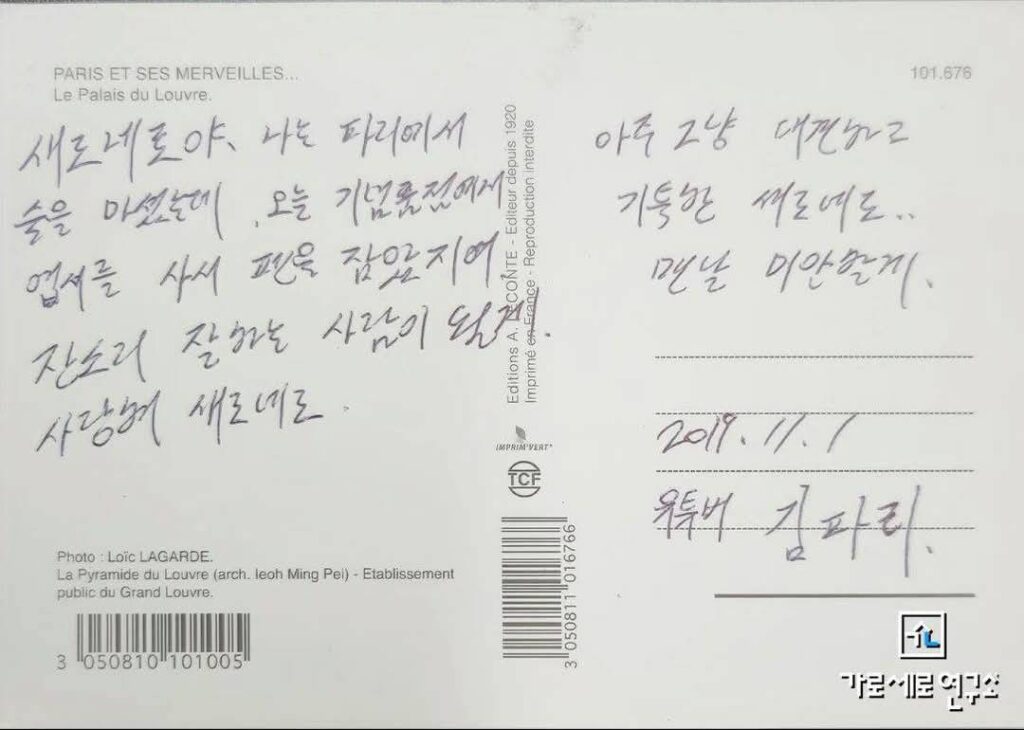 PARIS ET SES MERVEILLES...
Le Palais du Louvre.
새로네로야, 나는 파리에서
술을 마셨는데, 오늘 기념품점에서
엽서를 사서 펜을 잡았지여.
잔소리 잘하는 사람이 될게.
사랑해 새로네로.
Photo : Loïc LAGARDE.
La Pyramide du Louvre (arch. Ieoh Ming Pei) - Etablissement
public du Grand Louvre.
3 050810 101005
Editions A. LECONTE - Editeur depuis 1920
Imprimé en France - Reproduction interdite
IMPRIM'VERT®
TCF
3 050811 016766
101.676
아주 그냥 대견하고
기특한 새로네로..
맨날 미안할게.
2019.11.1
유투버 김파리.
가로세로연구소